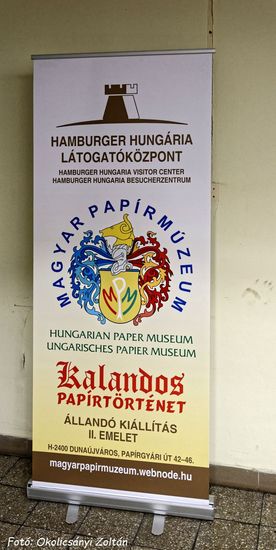 HAMBURGER HUNGÁRIA
LÁTOGATÓKÖZPONT
HAMBURGER HUNGARIA VISITOR CENTER
HAMBURGER HUNGARIA BESUCHERZENTRUM
MAGYAR PAPÍRMÚZEUM
MPM
HUNGARIAN PAPER MUSEUM
UNGARISCHES PAPIER MUSEUM
Kalandos
PAPÍRTÖRTÉNET
ÁLLANDÓ KIÁLLÍTÁS
II. EMELET
H-2400 DUNAÚJVÁROS, PAPÍRGYÁRI ÚT 42-46.
magyarpapirmuzeum.webnode.hu
Fotó: Okolicsányi Zoltán